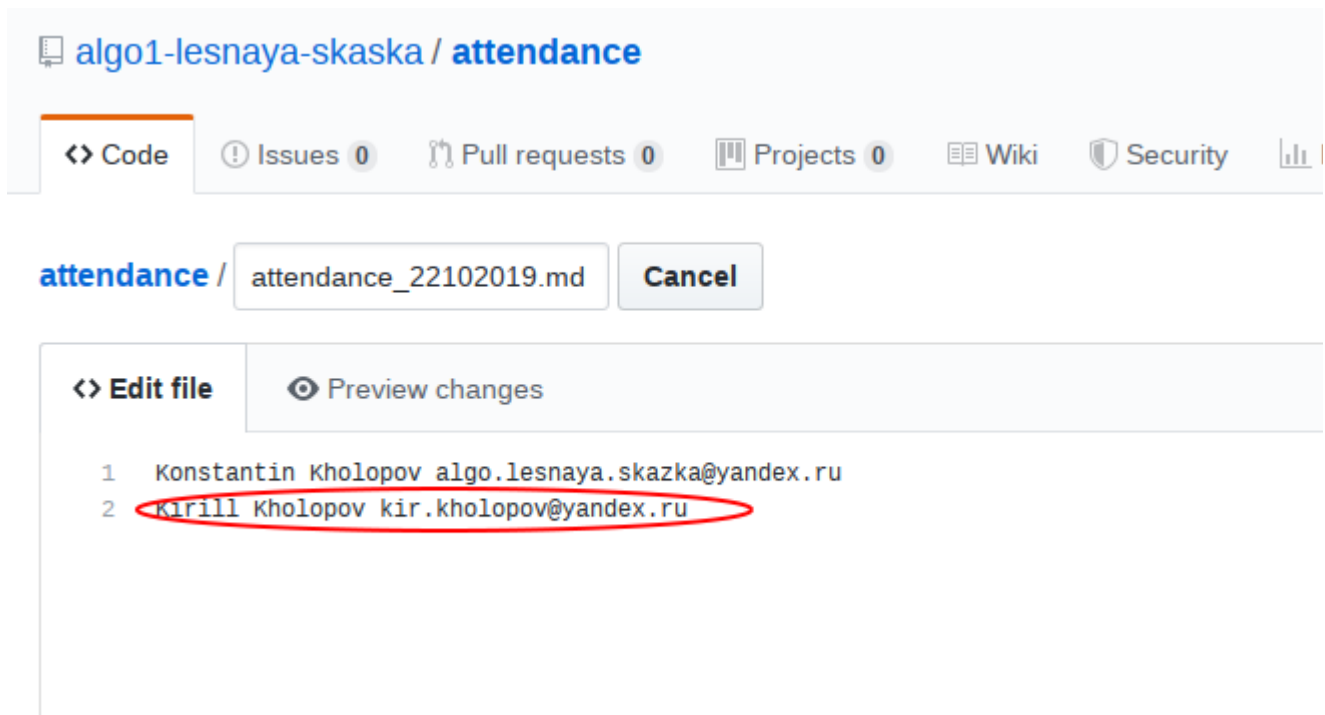 algo1-lesnaya-skaska / attendance
Code Issues 0 Pull requests 0 Projects 0 Wiki Security
attendance / attendance_22102019.md Cancel
Edit file Preview changes
1 Konstantin Kholopov algo.lesnaya.skazka@yandex.ru
2 Kirill Kholopov kir.kholopov@yandex.ru